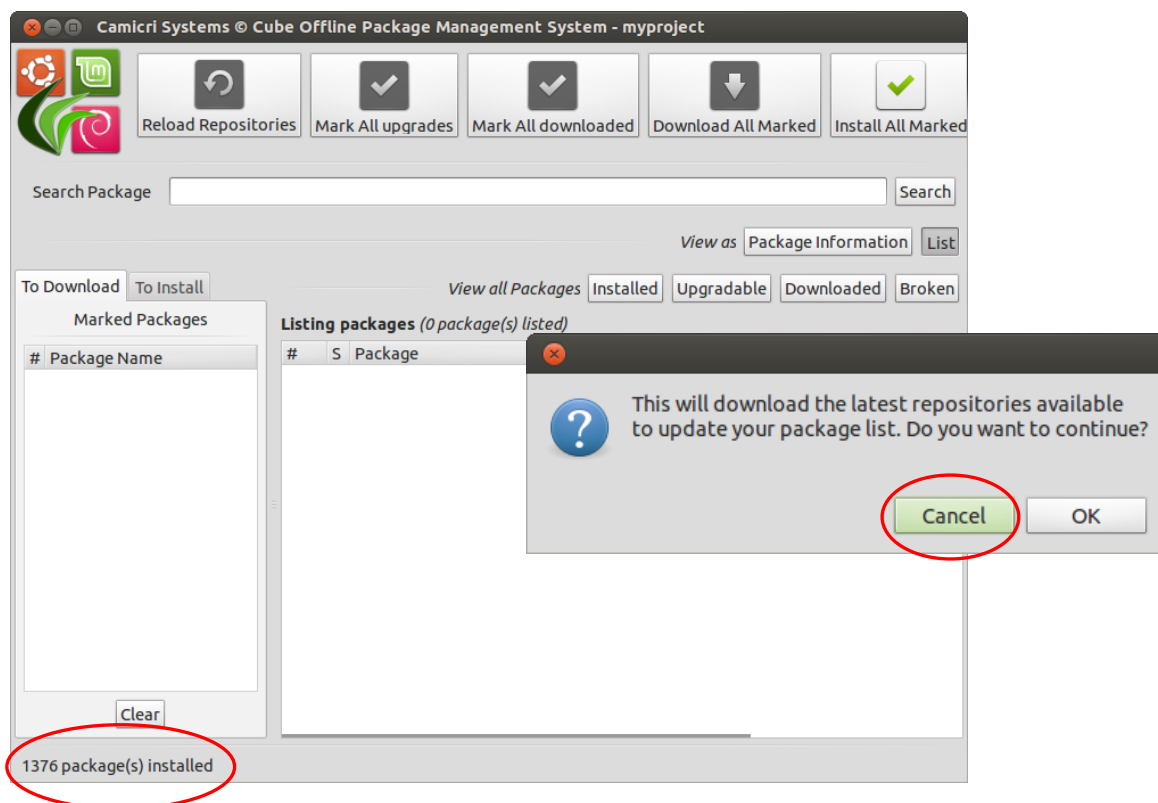 Camicri Systems © Cube Offline Package Management System - myproject
Reload Repositories
Mark All upgrades
Mark All downloaded
Download All Marked
Install All Marked
Search Package
Search
View as Package Information List
To Download To Install
View all Packages Installed Upgradable Downloaded Broken
Marked Packages
Listing packages (0 package(s) listed)
# Package Name
# S Package
This will download the latest repositories available
to update your package list. Do you want to continue?
Cancel OK
Clear
1376 package(s) installed